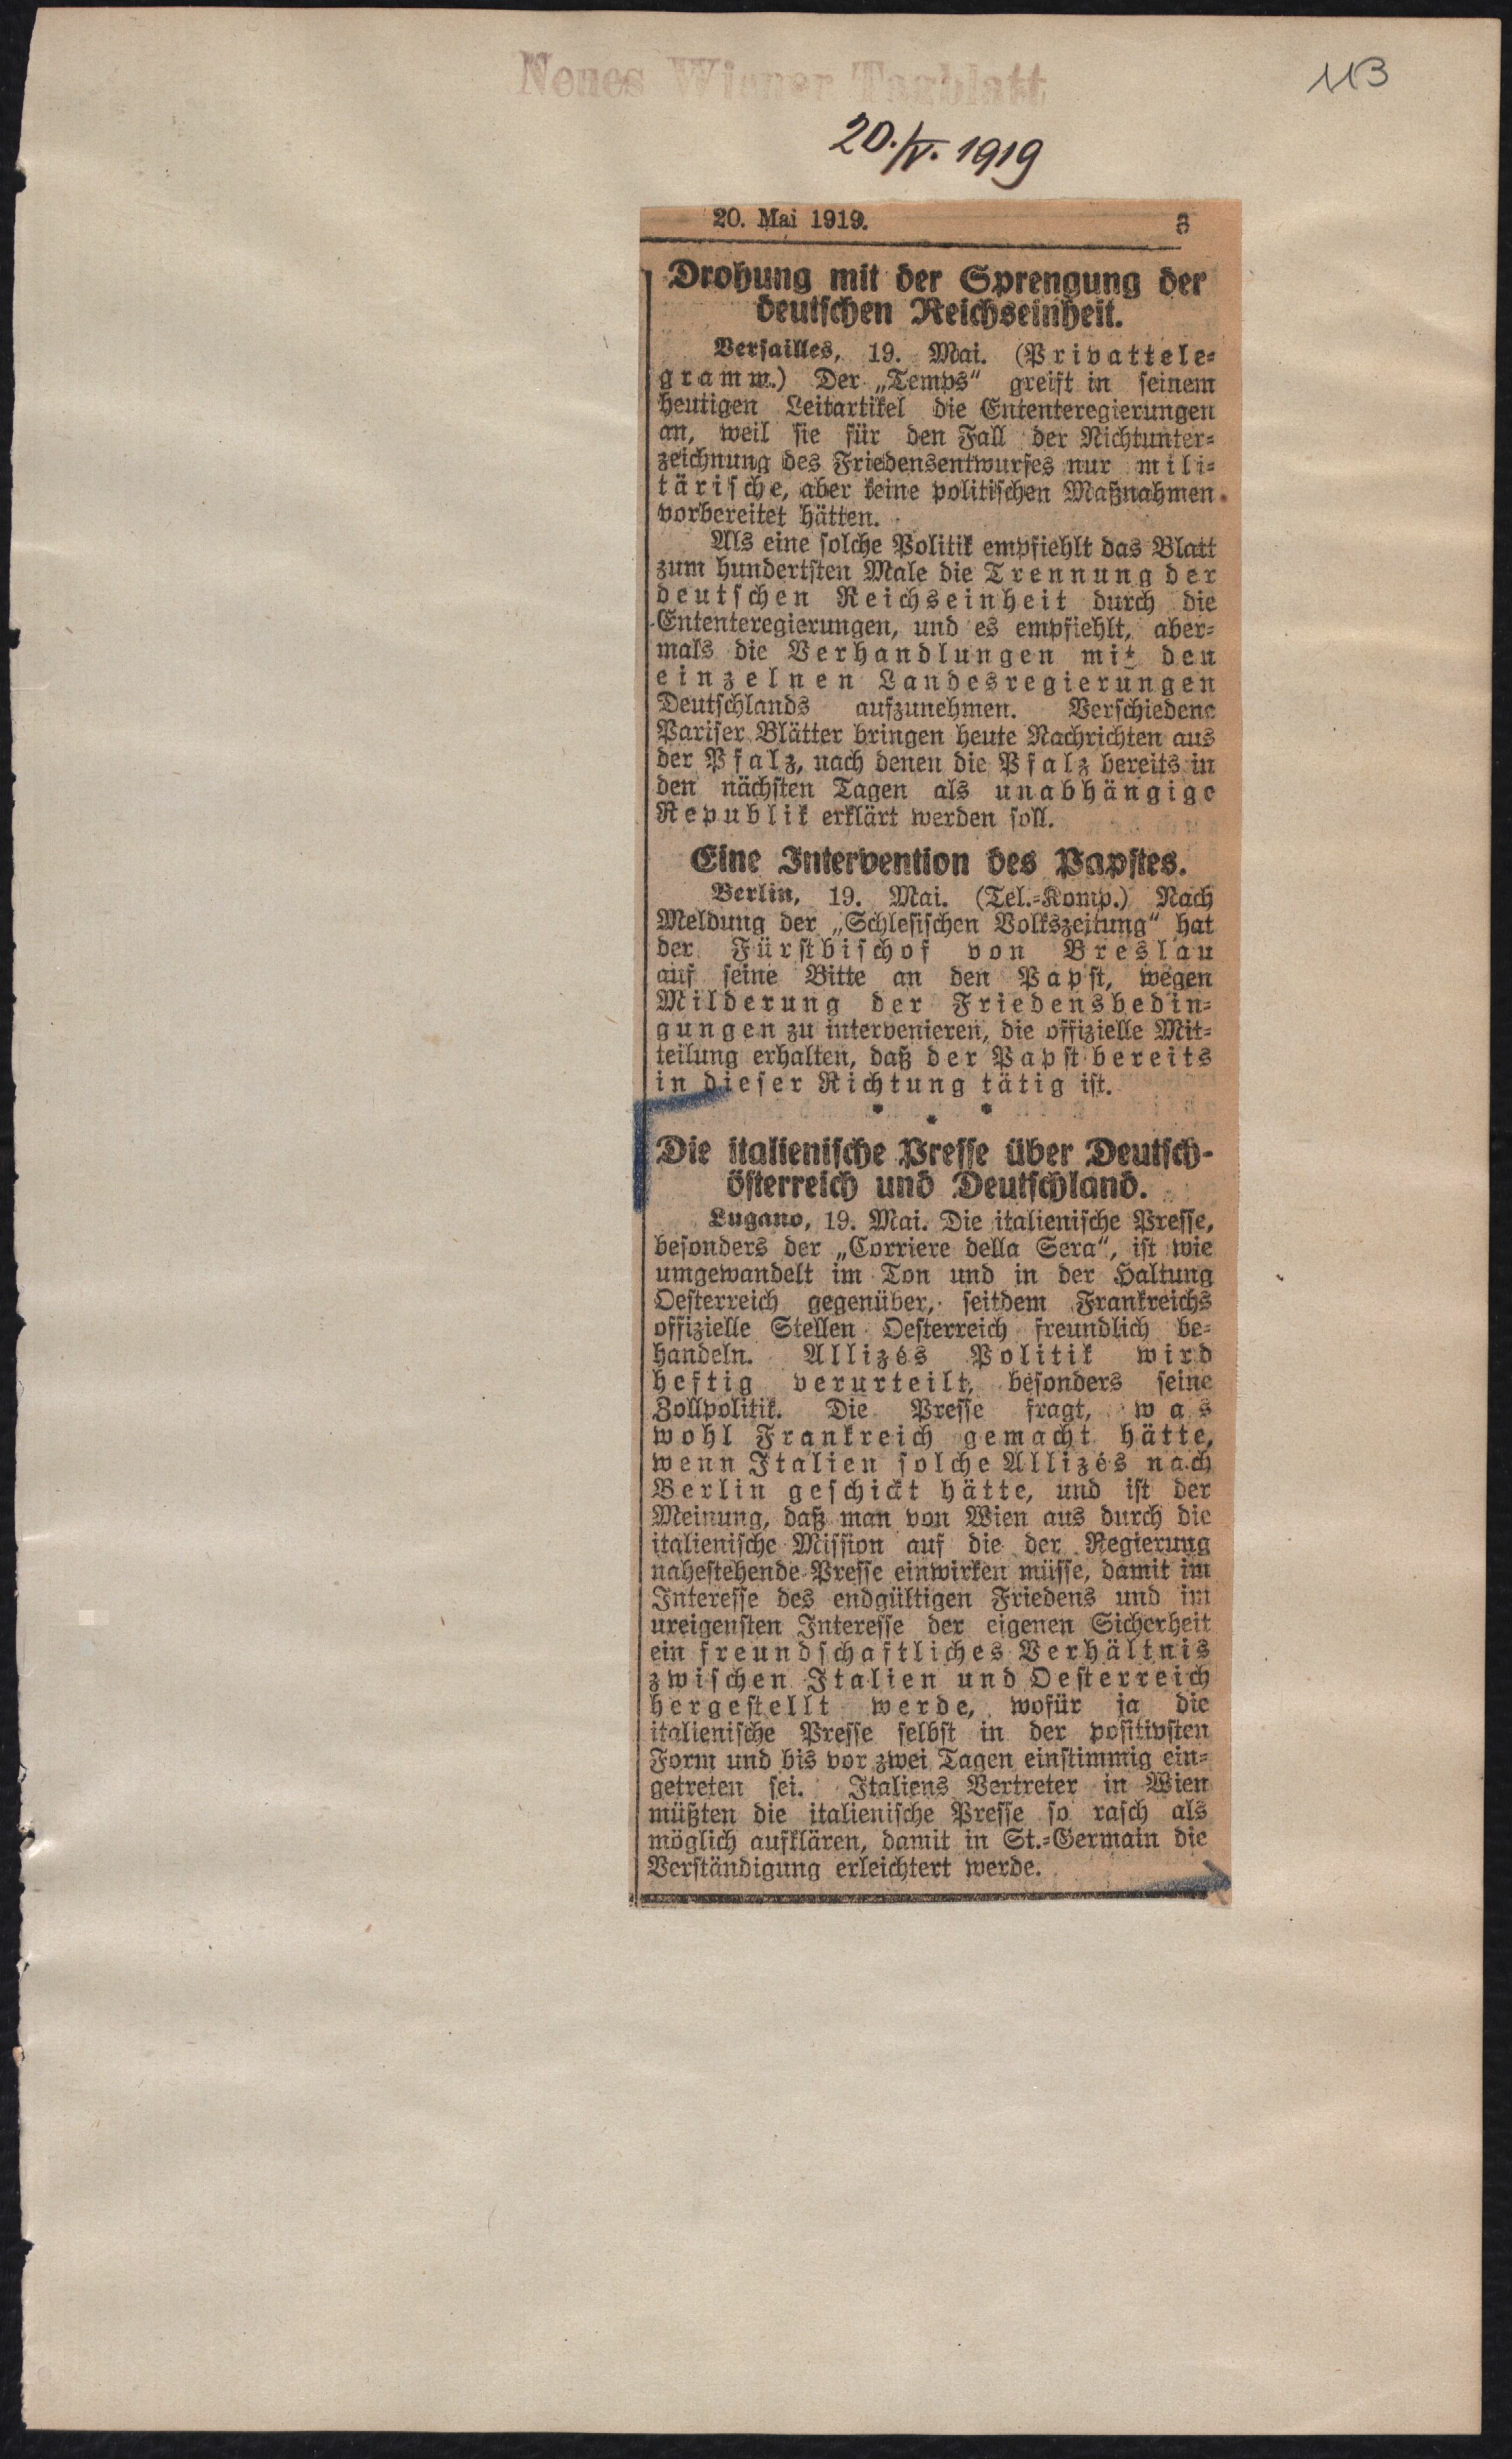 Neues Wiener Tagblatt
113
20./V. 1919
20. Mai 1919.
Drohung mit der Sprengung der
deutschen Reichseinheit.
Versailles, 19. Mai. (Privattele-
gramm.) Der „Temps“ greift in seinem
heutigen Leitartikel die Ententeregierungen
an, weil sie für den Fall der Nichtunter-
zeichnung des Friedensentwurfes nur mili-
tärische, aber keine politischen Maßnahmen
vorbereitet hätten.
Als eine solche Politik empfiehlt das Blatt
zum hundertsten Male die Trennung der
deutschen Reichseinheit durch die
Ententeregierungen, und es empfiehlt, aber-
mals die Verhandlungen mit den
einzelnen Landesregierungen
Deutschlands aufzunehmen. Verschiedene
Pariser Blätter bringen heute Nachrichten aus
der Pfalz, nach denen die Pfalz bereits in
den nächsten Tagen als unabhängige
Republik erklärt werden soll.
Eine Intervention des Papstes.
Berlin, 19. Mai. (Tel.-Komp.) Nach
Meldung der „Schlesischen Volkszeitung“ hat
der Fürstbischof von Breslau
auf seine Bitte an den Papst, wegen
Milderung der Friedensbedin-
gungen zu intervenieren, die offizielle Mit-
teilung erhalten, daß der Papst bereits
in dieser Richtung tätig ist.
* * *
Die italienische Presse über Deutsch-
österreich und Deutschland.
Lugano, 19. Mai. Die italienische Presse,
besonders der „Corriere della Sera“, ist wie
umgewandelt im Ton und in der Haltung
Oesterreich gegenüber, seitdem Frankreichs
offizielle Stellen Oesterreich freundlich be-
handeln. Allizés Politik wird
heftig verurteilt, besonders seine
Zollpolitik. Die Presse fragt, was
wohl Frankreich gemacht hätte,
wenn Italien solche Allizés nach
Berlin geschickt hätte, und ist der
Meinung, daß man von Wien aus durch die
italienische Mission auf die der Regierung
nahestehende Presse einwirken müsse, damit im
Interesse des endgültigen Friedens und im
ureigensten Interesse der eigenen Sicherheit
ein freundschaftliches Verhältnis
zwischen Italien und Oesterreich
hergestellt werde, wofür ja die
italienische Presse selbst in der positivsten
Form und bis vor zwei Tagen einstimmig ein-
getreten sei. Italiens Vertreter in Wien
müßten die italienische Presse so rasch als
möglich aufklären, damit in St.-Germain die
Verständigung erleichtert werde.